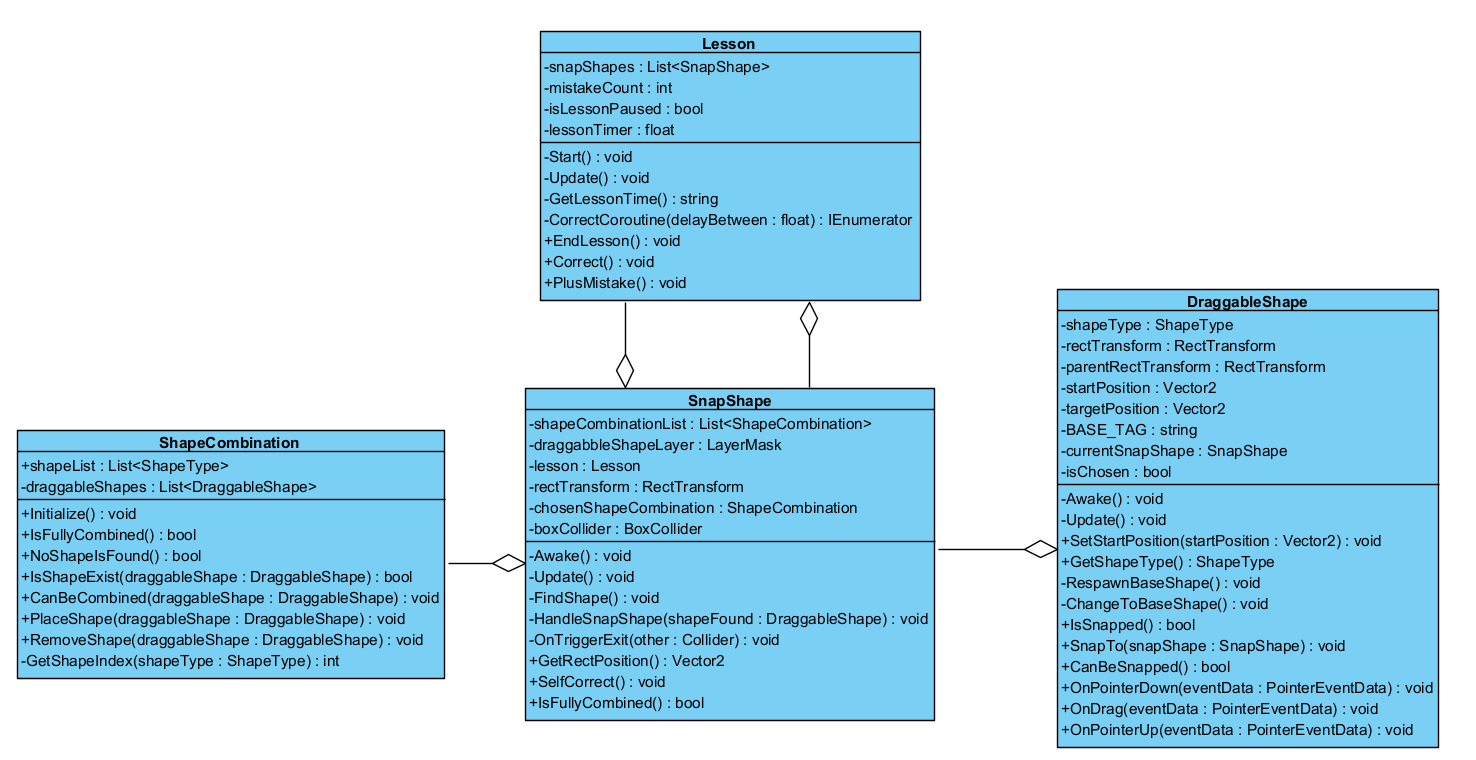 Lesson
-snapShapes : List<SnapShape>
-mistakeCount : int
-isLessonPaused : bool
-lessonTimer : float
-Start() : void
-Update() : void
-GetLessonTime() : string
-CorrectCoroutine(delayBetween : float) : IEnumerator
+EndLesson() : void
+Correct() : void
+PlusMistake() : void
ShapeCombination
+shapeList : List<ShapeType>
-draggableShapes : List<DraggableShape>
+Initialize() : void
+IsFullyCombined() : bool
+NoShapeIsFound() : bool
+IsShapeExist(draggableShape : DraggableShape) : bool
+CanBeCombined(draggableShape : DraggableShape) : void
+PlaceShape(draggableShape : DraggableShape) : void
+RemoveShape(draggableShape : DraggableShape) : void
-GetShapeIndex(shapeType : ShapeType) : int
SnapShape
-shapeCombinationList : List<ShapeCombination>
-draggabbleShapeLayer : LayerMask
-lesson : Lesson
-rectTransform : RectTransform
-chosenShapeCombination : ShapeCombination
-boxCollider : BoxCollider
-Awake() : void
-Update() : void
-FindShape() : void
-HandleSnapShape(shapeFound : DraggableShape) : void
-OnTriggerExit(other : Collider) : void
+GetRectPosition() : Vector2
+SelfCorrect() : void
+IsFullyCombined() : bool
DraggableShape
-shapeType : ShapeType
-rectTransform : RectTransform
-parentRectTransform : RectTransform
-startPosition : Vector2
-targetPosition : Vector2
-BASE_TAG : string
-currentSnapShape : SnapShape
-isChosen : bool
-Awake() : void
-Update() : void
+SetStartPosition(startPosition : Vector2) : void
+GetShapeType() : ShapeType
-RespawnBaseShape() : void
-ChangeToBaseShape() : void
+IsSnapped() : bool
+SnapTo(snapShape : SnapShape) : void
+CanBeSnapped() : bool
+OnPointerDown(eventData : PointerEventData) : void
+OnDrag(eventData : PointerEventData) : void
+OnPointerUp(eventData : PointerEventData) : void